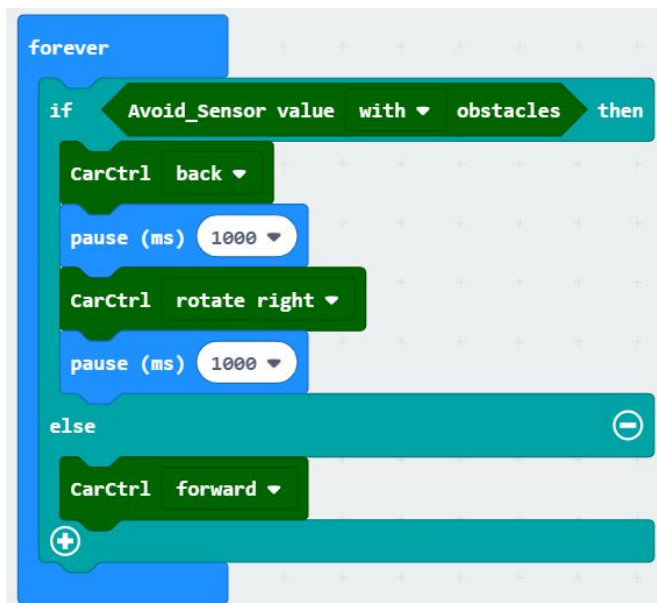 forever
if Avoid_Sensor value with obstacles then
CarCtrl back
pause (ms) 1000
CarCtrl rotate right
pause (ms) 1000
else
CarCtrl forward